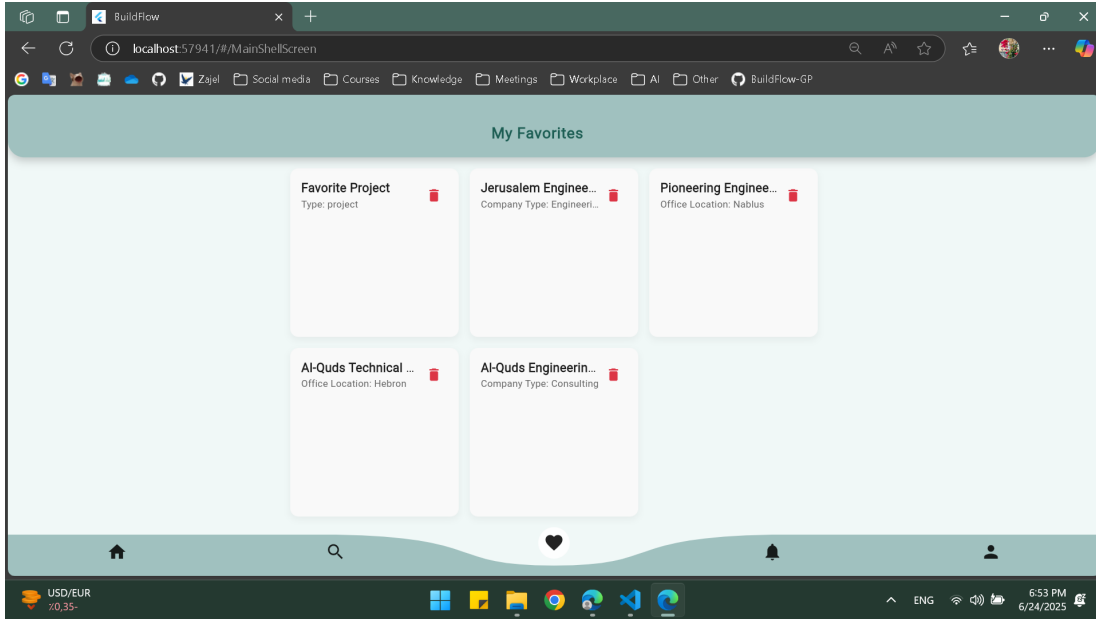 BuildFlow
localhost:57941/#/MainShellScreen
Zajel Social media Courses Knowledge Meetings Workplace AI Other BuildFlow-GP
My Favorites
Favorite Project
Type: project
Jerusalem Enginee...
Company Type: Engineeri...
Pioneering Enginee...
Office Location: Nablus
Al-Quds Technical ...
Office Location: Hebron
Al-Quds Engineerin...
Company Type: Consulting
USD/EUR
٪0,35-
ENG
6:53 PM
6/24/2025